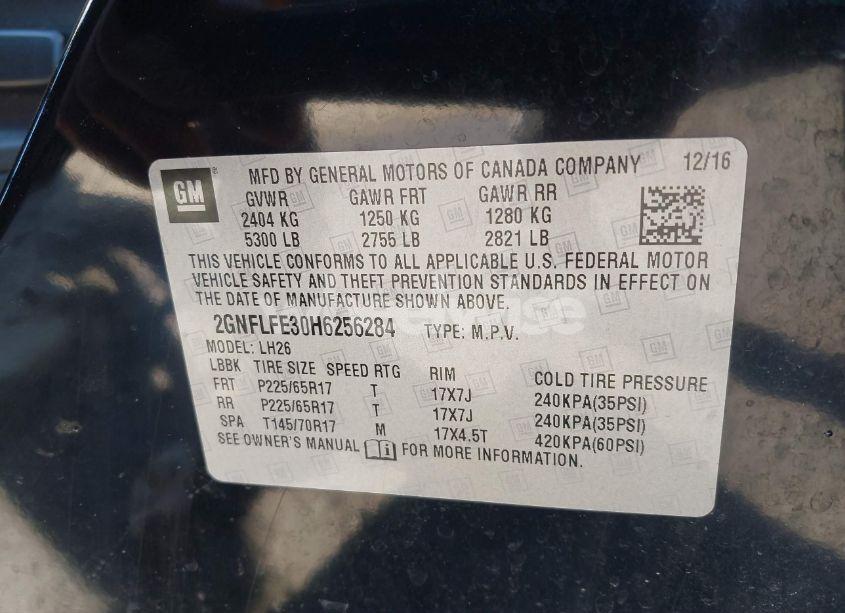 GM
MFD BY GENERAL MOTORS OF CANADA COMPANY 12/16
GVWR GAWR FRT GAWR RR
2404 KG 1250 KG 1280 KG
5300 LB 2755 LB 2821 LB
THIS VEHICLE CONFORMS TO ALL APPLICABLE U.S. FEDERAL MOTOR
VEHICLE SAFETY AND THEFT PREVENTION STANDARDS IN EFFECT ON
THE DATE OF MANUFACTURE SHOWN ABOVE.
2GNFLFE30H6256284 TYPE: M.P.V.
MODEL: LH26
LBBK TIRE SIZE SPEED RTG RIM COLD TIRE PRESSURE
FRT P225/65R17 T 17X7J 240KPA(35PSI)
RR P225/65R17 T 17X7J 240KPA(35PSI)
SPA T145/70R17 M 17X4.5T 420KPA(60PSI)
SEE OWNER'S MANUAL FOR MORE INFORMATION.